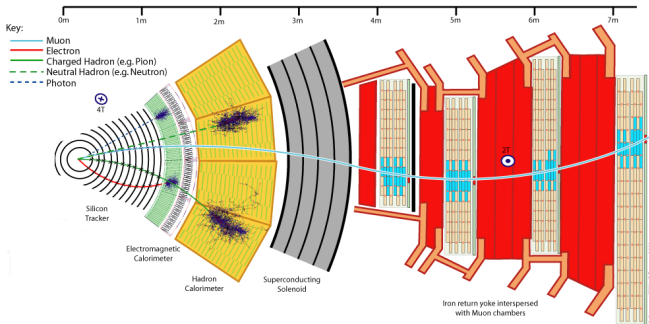 0m 1m 2m 3m 4m 5m 6m 7m
Key:
Muon
Electron
Charged Hadron (e.g. Pion)
Neutral Hadron (e.g. Neutron)
Photon
4T
2T
Silicon
Tracker
Electromagnetic
Calorimeter
Hadron
Calorimeter
Superconducting
Solenoid
Iron return yoke interspersed
with Muon chambers